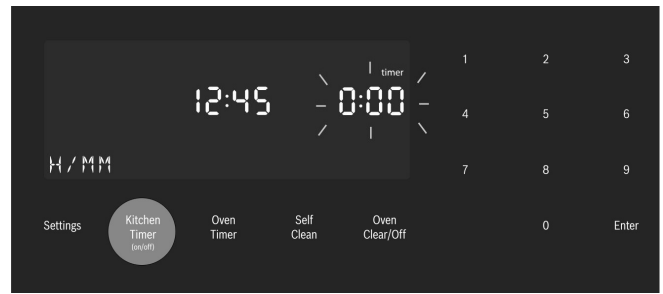 timer
12:45 0:00
H/MM
1 2 3
4 5 6
7 8 9
0 Enter
Settings
Kitchen
Timer
(on/off)
Oven
Timer
Self
Clean
Oven
Clear/Off